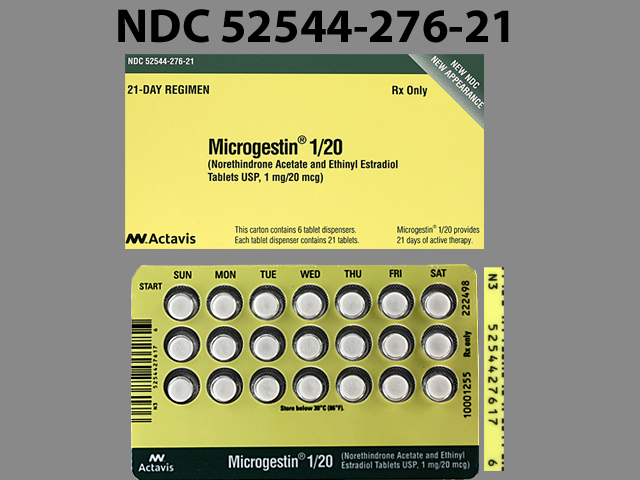 NDC 52544-276-21
NDC 52544-276-21
NEW NDC
NEW APPEARANCE
21-DAY REGIMEN
Rx Only
Microgestin® 1/20
(Norethindrone Acetate and Ethinyl Estradiol
Tablets USP, 1 mg/20 mcg)
Actavis
This carton contains 6 tablet dispensers.
Each tablet dispenser contains 21 tablets.
Microgestin® 1/20 provides
21 days of active therapy.
SUN MON TUE WED THU FRI SAT
START
222498
Rx only
10001255
N3 5254427617 6
Store below 30°C (86°F).
Actavis
Microgestin® 1/20
(Norethindrone Acetate and Ethinyl
Estradiol Tablets USP, 1 mg/20 mcg)
N3 5254427617 6